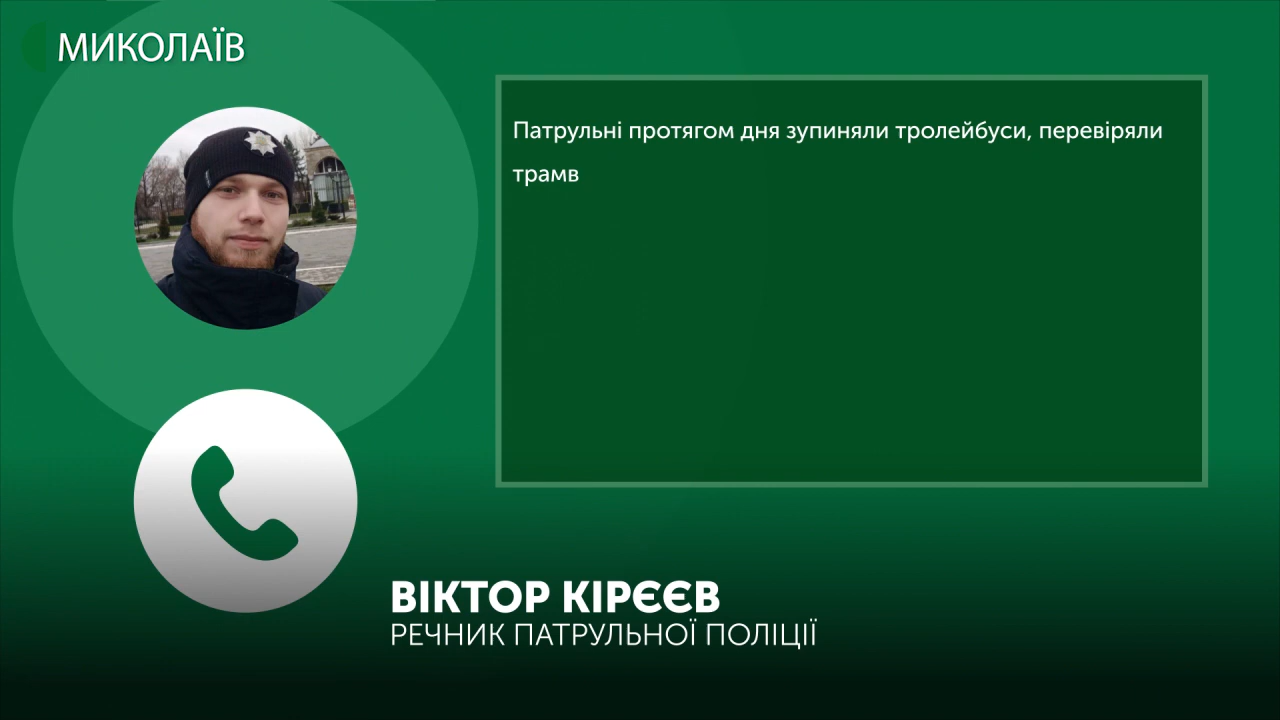 МИКОЛАЇВ
Патрульні протягом дня зупиняли тролейбуси, перевіряли
трамв
ВІКТОР КІРЄЄВ
РЕЧНИК ПАТРУЛЬНОЇ ПОЛІЦІЇ